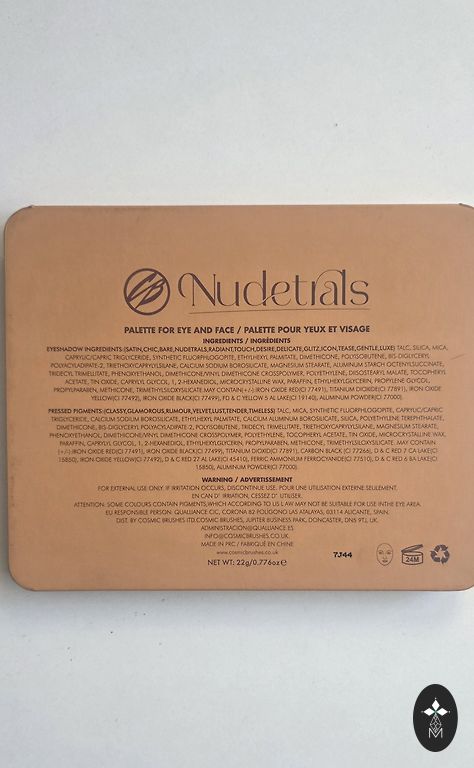 CB Nudetrals
PALETTE FOR EYE AND FACE / PALETTE POUR YEUX ET VISAGE
INGREDIENTS / INGRÉDIENTS
EYESHADOW INGREDIENTS:(SATIN,CHIC,BARE,NUDETRALS,RADIANT,TOUCH,DESIRE,DELICATE,GLITZ,ICON,TEASE,GENTLE,LUXE) TALC, SILICA, MICA,
CAPRYLIC/CAPRIC TRIGLYCERIDE, SYNTHETIC FLUORPHLOGOPITE, ETHYLHEXYL PALMITATE, DIMETHICONE, POLYISOBUTENE, BIS-DIGLYCERYL
POLYACYLADIPATE-2, TRIETHOXYCAPRYLYLSILANE, CALCIUM SODIUM BOROSILICATE, MAGNESIUM STEARATE, ALUMINUM STARCH OCTENYLSUCCINATE,
TRIDECYL TRIMELLITATE, PHENOXYETHANOL, DIMETHICONE/VINYL DIMETHICONE CROSSPOLYMER, POLYETHYLENE, DIISOSTEARYL MALATE, TOCOPHERYL
ACETATE, TIN OXIDE, CAPRYLYL GLYCOL, 1, 2-HEXANEDIOL, MICROCRYSTALLINE WAX, PARAFFIN, ETHYLHEXYLGLYCERIN, PROPYLENE GLYCOL,
PROPYLPARABEN, METHICONE, TRIMETHYLSILOXYSILICATE MAY CONTAIN(+/-):IRON OXIDE RED(CI 77491), TITANIUM DIOXIDE(CI 77891), IRON OXIDE
YELLOW(CI 77492), IRON OXIDE BLACK(CI 77499), FD & C YELLOW 5 AL LAKE(CI 19140), ALUMINUM POWDER(CI 77000).
PRESSED PIGMENTS:(CLASSY,GLAMOROUS,RUMOUR,VELVET,LUST,TENDER,TIMELESS) TALC, MICA, SYNTHETIC FLUORPHLOGOPITE, CAPRYLIC/CAPRIC
TRIGLYCERIDE, CALCIUM SODIUM BOROSILICATE, ETHYLHEXYL PALMITATE, CALCIUM ALUMINUM BOROSILICATE, SILICA, POLYETHYLENE TEREPHTHALATE,
DIMETHICONE, BIS-DIGLYCERYL POLYACYLADIPATE-2, POLYISOBUTENE, TRIDECYL TRIMELLITATE, TRIETHOXYCAPRYLYLSILANE, MAGNESIUM STEARATE,
PHENOXYETHANOL, DIMETHICONE/VINYL DIMETHICONE CROSSPOLYMER, POLYETHYLENE, TOCOPHERYL ACETATE, TIN OXIDE, MICROCRYSTALLINE WAX,
PARAFFIN, CAPRYLYL GLYCOL, 1, 2-HEXANEDIOL, ETHYLHEXYLGLYCERIN, PROPYLPARABEN, METHICONE, TRIMETHYLSILOXYSILICATE. MAY CONTAIN
(+/-):IRON OXIDE RED(CI 77491), IRON OXIDE BLACK(CI 77499), TITANIUM DIOXIDE(CI 77891), CARBON BLACK (CI 77266), D & C RED 7 CA LAKE(CI
15850), IRON OXIDE YELLOW(CI 77492), D & C RED 27 AL LAKE(CI 45410), FERRIC AMMONIUM FERROCYANIDE(CI 77510), D & C RED 6 BA LAKE(CI
15850), ALUMINUM POWDER(CI 77000).
WARNING / ADVERTISSEMENT
FOR EXTERNAL USE ONLY. IF IRRITATION OCCURS, DISCONTINUE USE. POUR UNE UTILISATION EXTERNE SEULEMENT.
EN CAN D' IRRIATION, CESSEZ D' UTILISER.
ATTENTION: SOME COLOURS CONTAIN PIGMENTS,WHICH ACCORDING TO US LAW MAY NOT BE SUITABLE FOR USE INTHE EYE AREA.
EU RESPONSIBLE PERSON. QUALLIANCE CIC, CORONA 82 POLÍGONO LAS ATALAYAS, 03114 ALICANTE, SPAIN.
DIST. BY COSMIC BRUSHES LTD.COSMIC BRUSHES, JUPITER BUSINESS PARK, DONCASTER, DN5 9TJ, UK.
ADMINISTRACION@QUALLIANCE.ES
INFO@COSMICBRUSHES.CO.UK
MADE IN PRC / FABRIQUÉ EN CHINE
www.cosmicbrushes.co.uk 7J44 24M
NET WT: 22g/0.776oz e
M